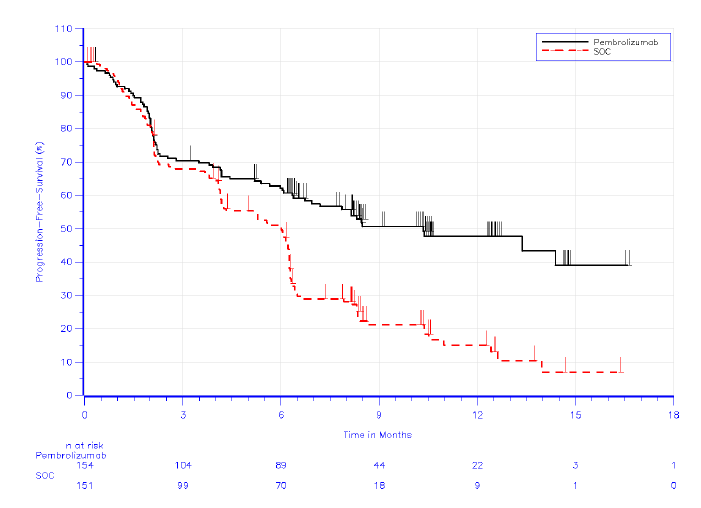 110
100
90
80
70
60
50
40
30
20
10
0
Progression-Free-Survival (%)
Pembrolizumab
SOC
0 3 6 9 12 15 18
Time in Months
n at risk
Pembrolizumab
154 104 89 44 22 3 1
SOC
151 99 70 18 9 1 0